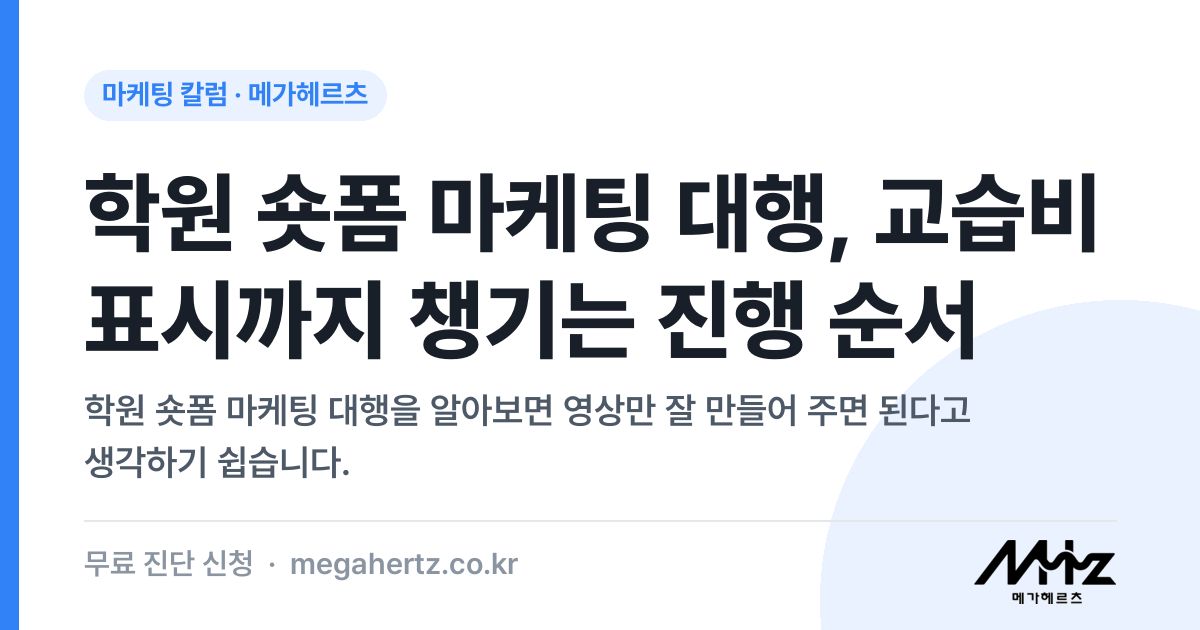 마케팅 칼럼 · 메가헤르츠
학원 숏폼 마케팅 대행, 교습비
표시까지 챙기는 진행 순서
학원 숏폼 마케팅 대행을 알아보면 영상만 잘 만들어 주면 된다고
생각하기 쉽습니다.
무료 진단 신청 · megahertz.co.kr
MHz
메가헤르츠